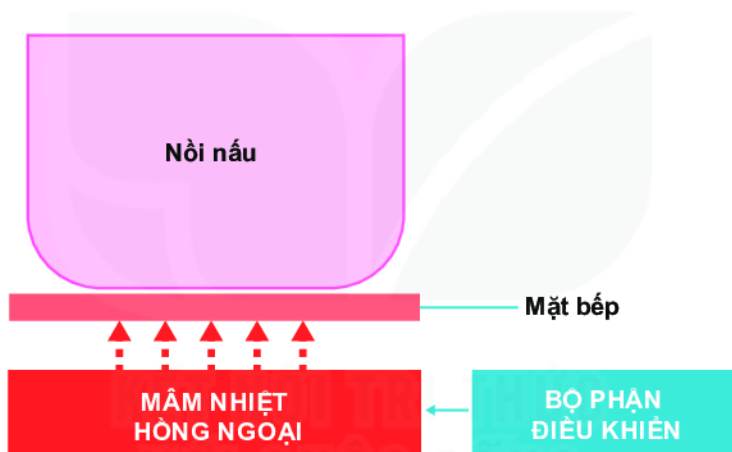 Nồi nấu
Mặt bếp
MÂM NHIỆT
HỒNG NGOẠI
BỘ PHẬN
ĐIỀU KHIỂN